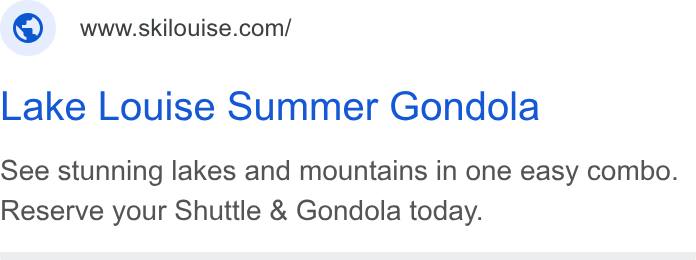 www.skilouise.com/
Lake Louise Summer Gondola
See stunning lakes and mountains in one easy combo.
Reserve your Shuttle & Gondola today.